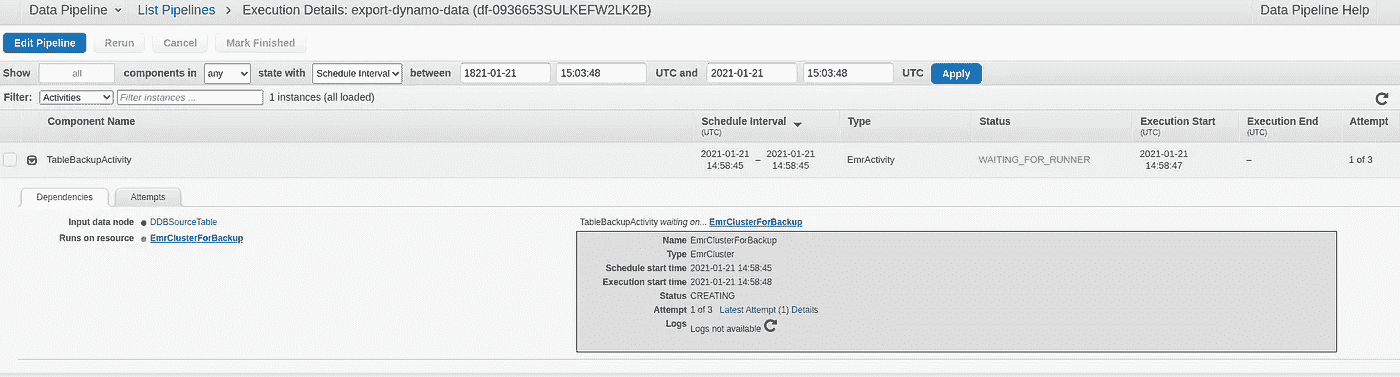 Data Pipeline List Pipelines > Execution Details: export-dynamo-data (df-0936653SULKEFW2LK2B) Data Pipeline Help
Edit Pipeline Rerun Cancel Mark Finished
Show all components in any state with Schedule Interval between 1821-01-21 15:03:48 UTC and 2021-01-21 15:03:48 UTC Apply
Filter: Activities Filter instances ... 1 instances (all loaded)
Component Name Schedule Interval Type Status Execution Start Execution End Attempt
(UTC) (UTC) (UTC)
TableBackupActivity 2021-01-21 14:58:45 – 2021-01-21 14:58:45 EmrActivity WAITING_FOR_RUNNER 2021-01-21 14:58:47 – 1 of 3
Dependencies Attempts
Input data node DDBSourceTable
Runs on resource EmrClusterForBackup
TableBackupActivity waiting on... EmrClusterForBackup
Name EmrClusterForBackup
Type EmrCluster
Schedule start time 2021-01-21 14:58:45
Execution start time 2021-01-21 14:58:48
Status CREATING
Attempt 1 of 3 Latest Attempt (1) Details
Logs Logs not available